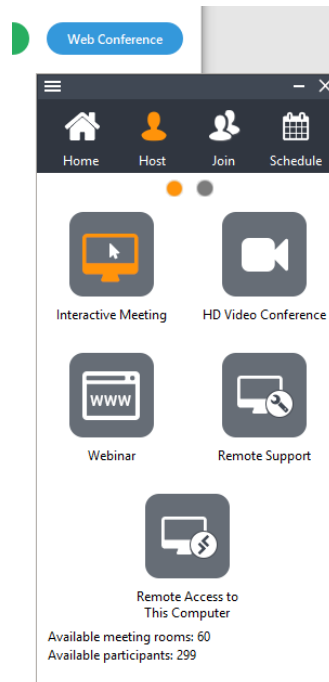 Web Conference
Home Host Join Schedule
Interactive Meeting HD Video Conference
www
Webinar Remote Support
Remote Access to
This Computer
Available meeting rooms: 60
Available participants: 299